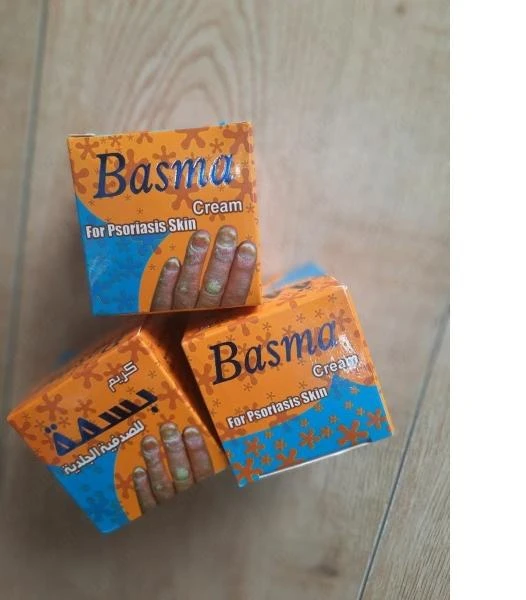 Basma
Cream
For Psoriasis Skin
كريم
بسمة
للصدفية الجلدية
Basma
Cream
For Psoriasis Skin